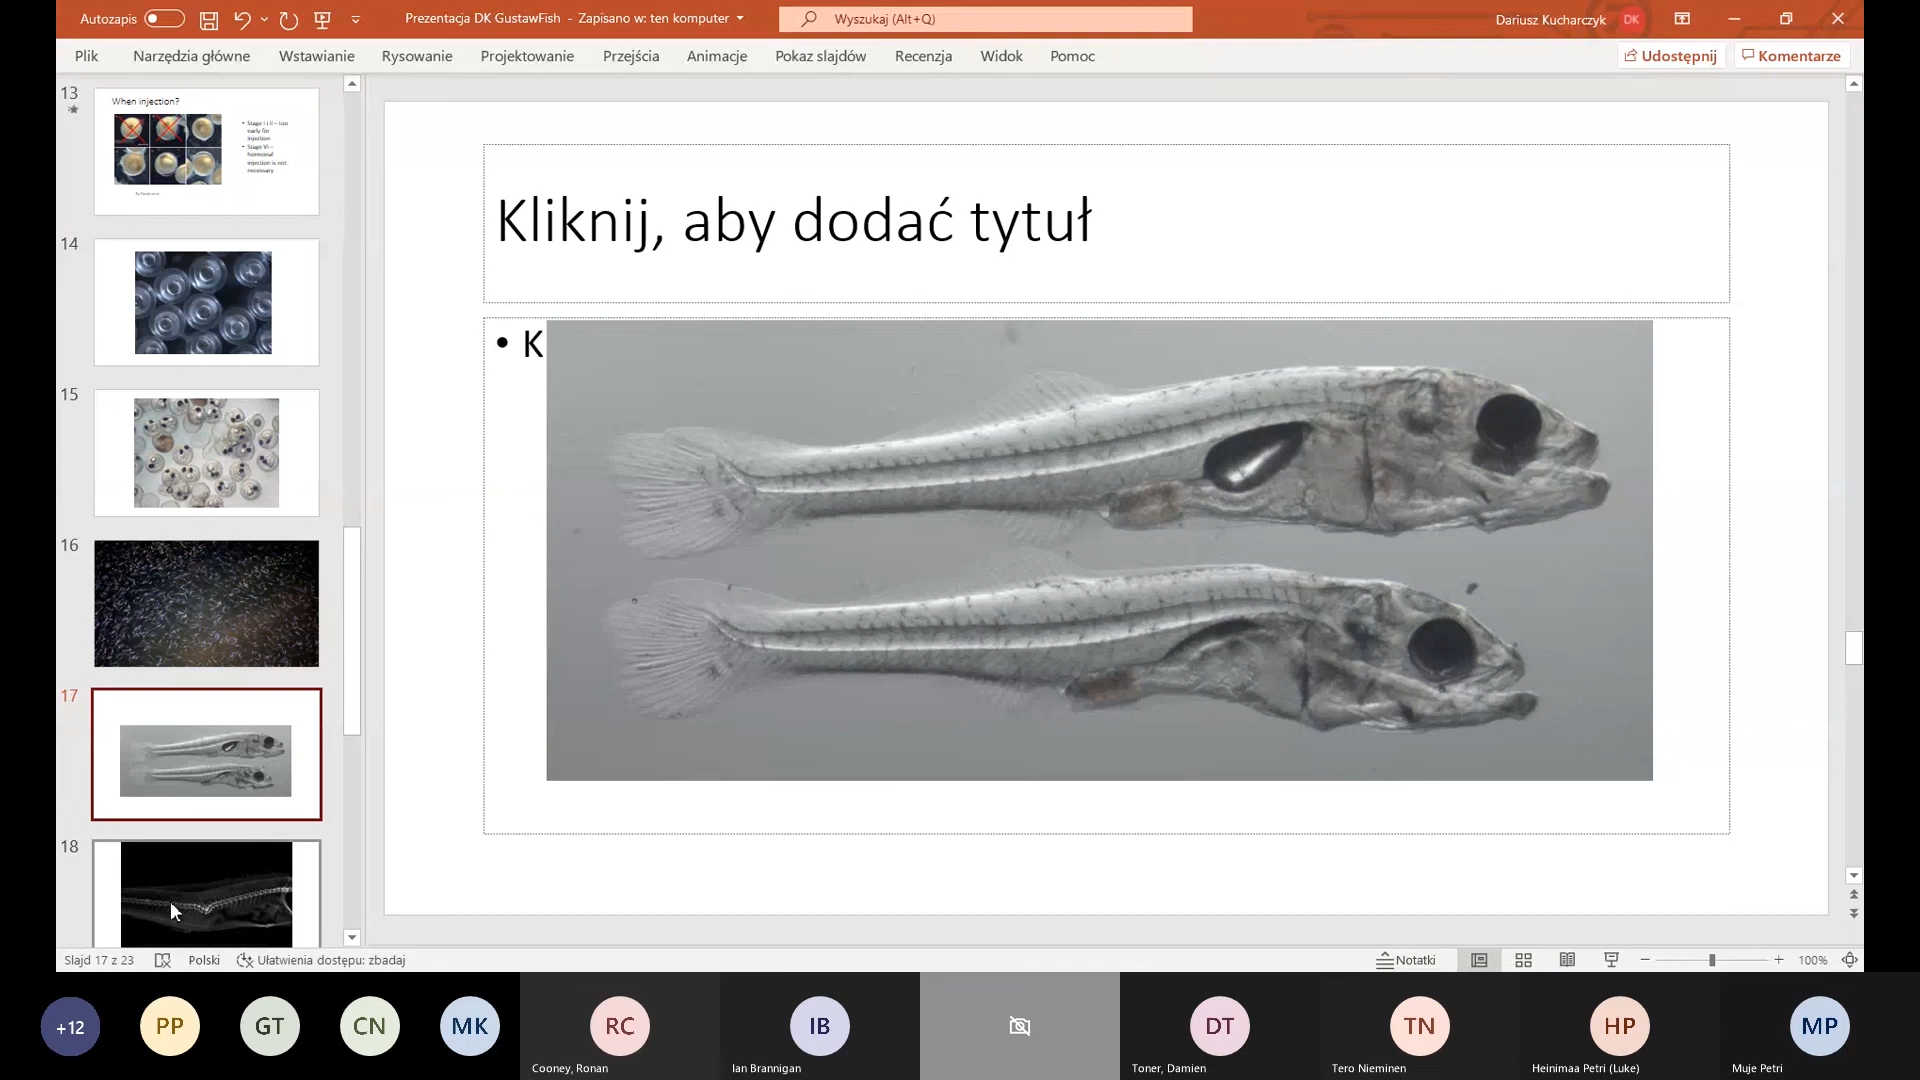 Autozapis
Prezentacja DK GustawFish - Zapisano w: ten komputer
Wyszukaj (Alt+Q)
Dariusz Kucharczyk
DK
Plik
Narzędzia główne
Wstawianie
Rysowanie
Projektowanie
Przejścia
Animacje
Pokaz slajdów
Recenzja
Widok
Pomoc
Udostępnij
Komentarze
13
When injection?
• Stage I i II – too
early for
injection
• Stage VI –
hormonal
injection is not
necessary
14
15
16
17
18
Kliknij, aby dodać tytuł
• K
Slajd 17 z 23
Polski
Ułatwienia dostępu: zbadaj
Notatki
100%
+12
PP
GT
CN
MK
RC
Cooney, Ronan
IB
Ian Brannigan
DT
Toner, Damien
TN
Tero Nieminen
HP
Heinimaa Petri (Luke)
MP
Muje Petri